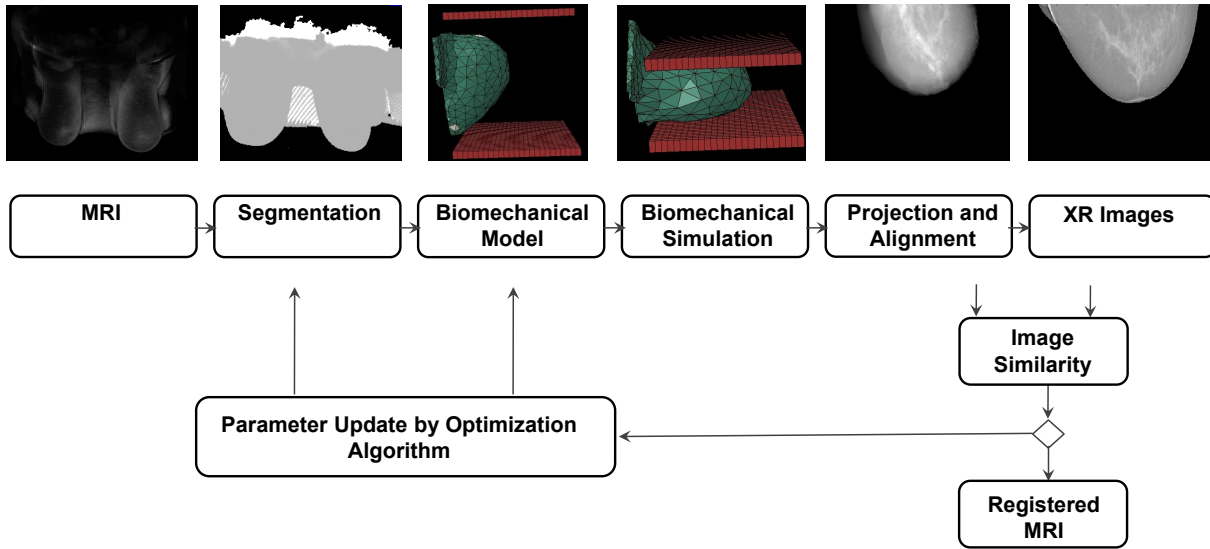 MRI
Segmentation
Biomechanical
Model
Biomechanical
Simulation
Projection and
Alignment
XR Images
Image
Similarity
Parameter Update by Optimization
Algorithm
Registered
MRI